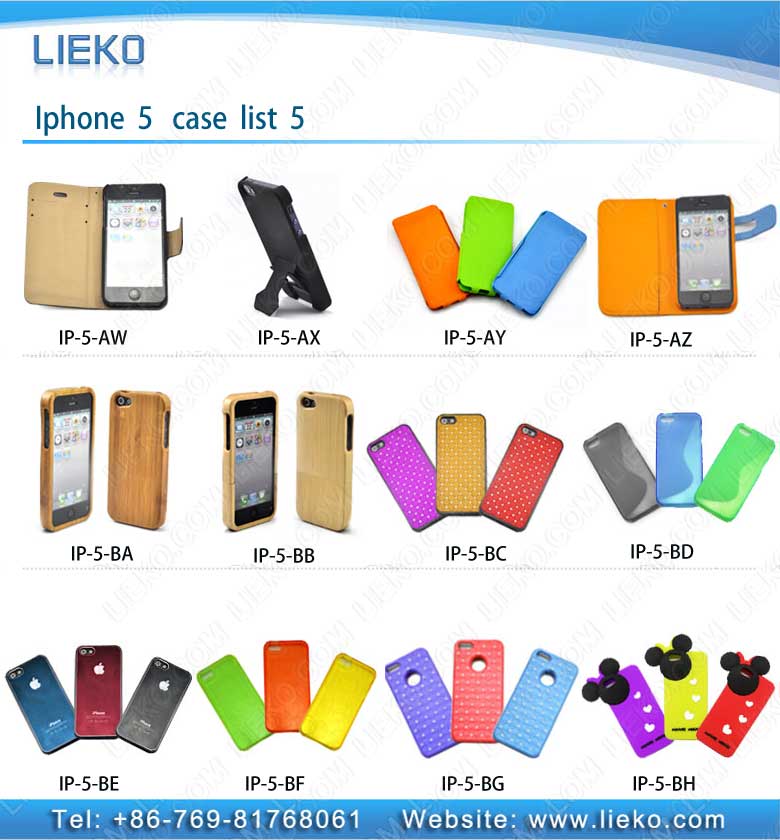 LIEKO
Iphone 5 case list 5
IP-5-AW
IP-5-AX
IP-5-AY
IP-5-AZ
IP-5-BA
IP-5-BB
IP-5-BC
IP-5-BD
IP-5-BE
IP-5-BF
IP-5-BG
IP-5-BH
Tel: +86-769-81768061 Website: www.lieko.com
LIEKO.COM